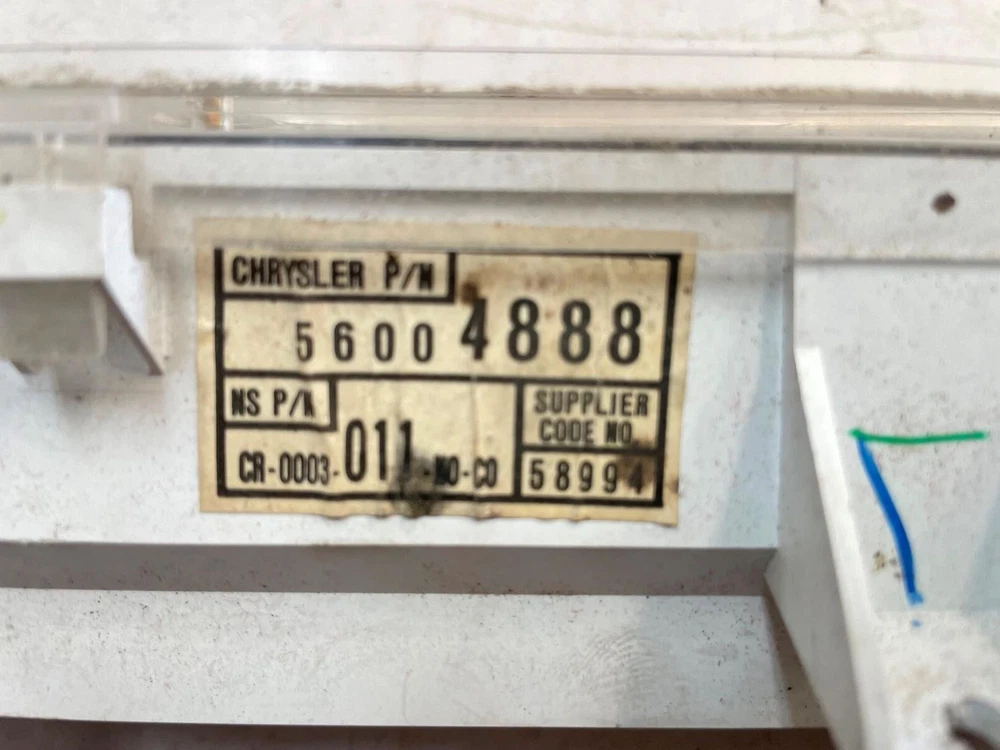 CHRYSLER P/N
5600 4888
NS P/N
CR-0003-011-NO-CO
SUPPLIER
CODE NO.
58994